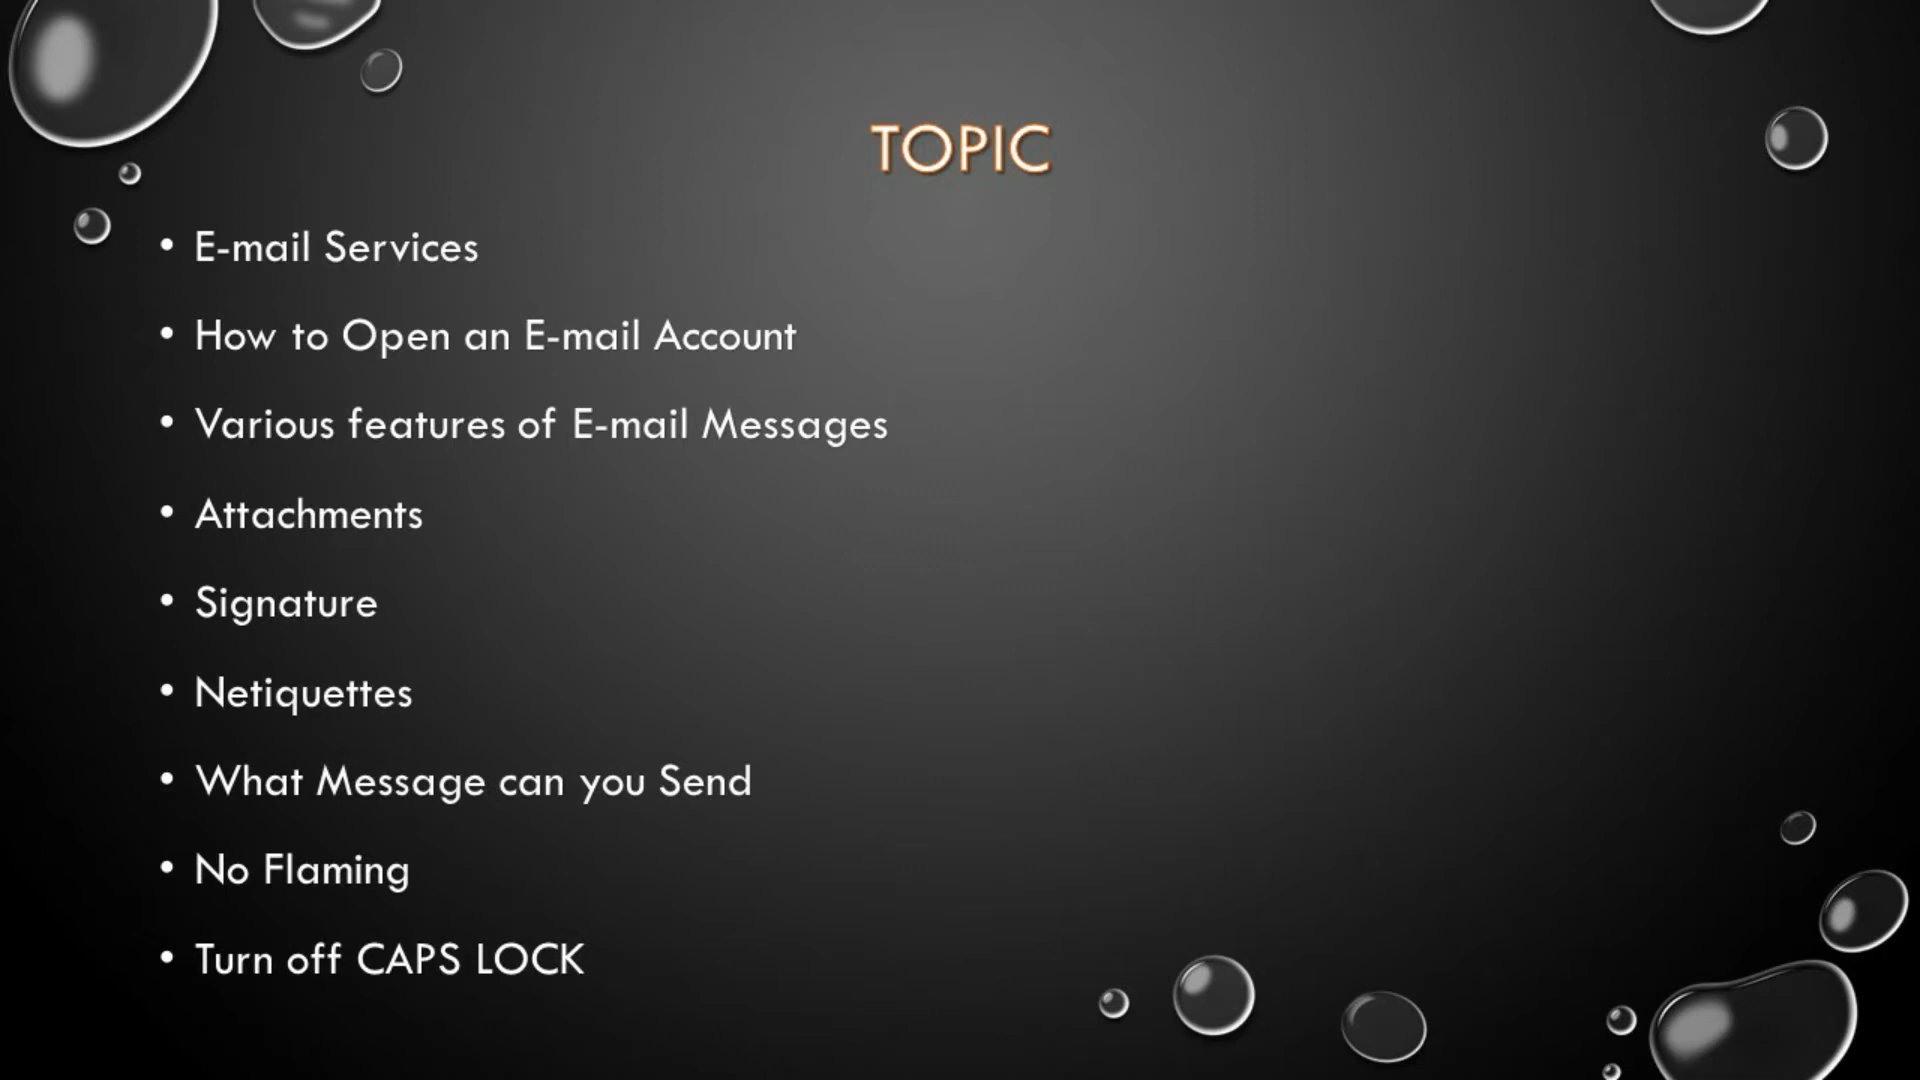 TOPIC
• E-mail Services
• How to Open an E-mail Account
• Various features of E-mail Messages
• Attachments
• Signature
• Netiquettes
• What Message can you Send
• No Flaming
• Turn off CAPS LOCK